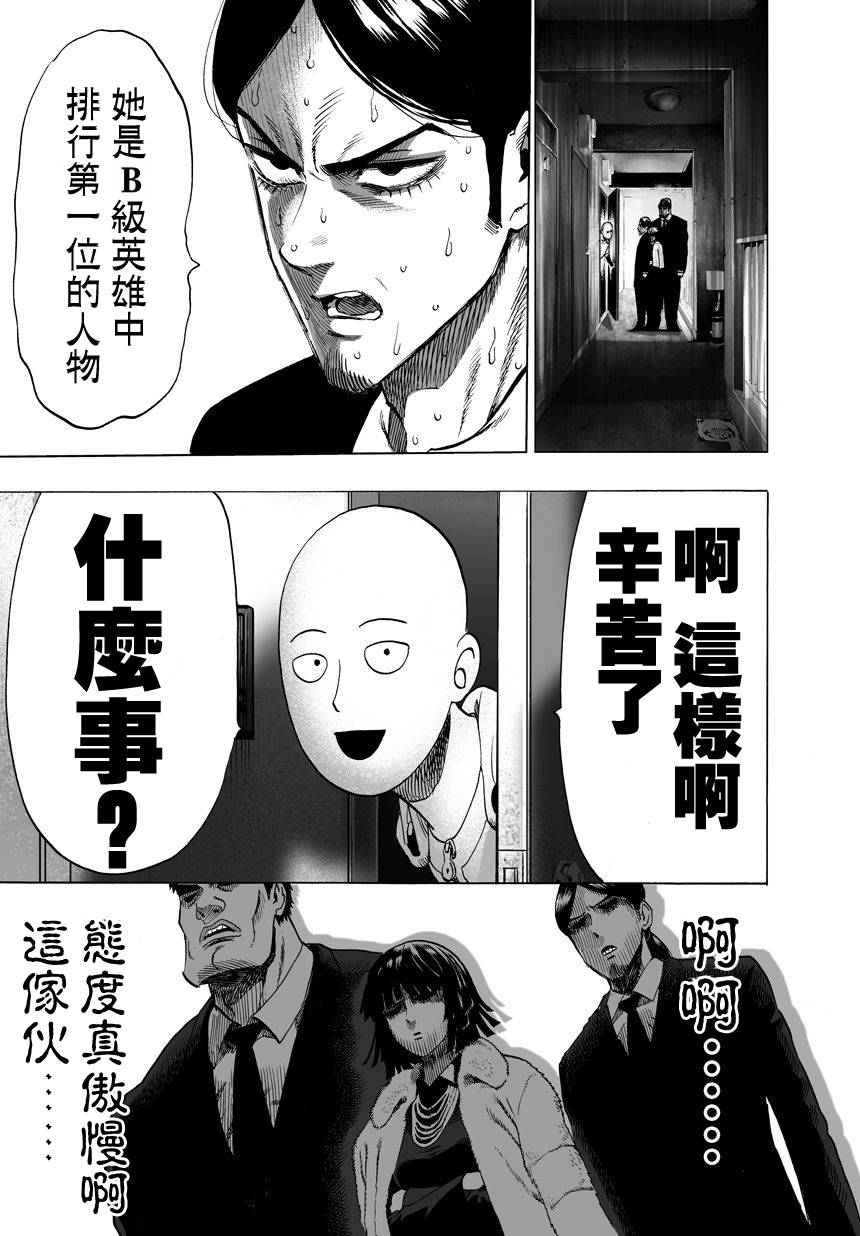 她是B級英雄中
排行第一位的人物
啊 這樣啊
辛苦了
什麼事？
啊啊……
態度真傲慢啊
這傢伙……